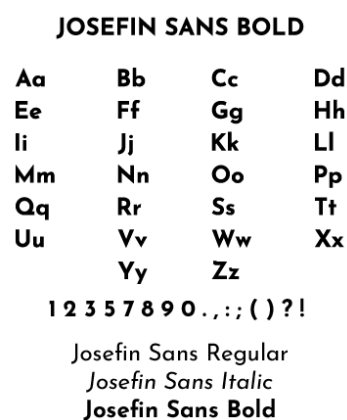 JOSEFIN SANS BOLD
Aa Bb Cc Dd
Ee Ff Gg Hh
Ii Jj Kk Ll
Mm Nn Oo Pp
Qq Rr Ss Tt
Uu Vv Ww Xx
Yy Zz
1 2 3 5 7 8 9 0 . , : ; ( ) ? !
Josefin Sans Regular
Josefin Sans Italic
Josefin Sans Bold